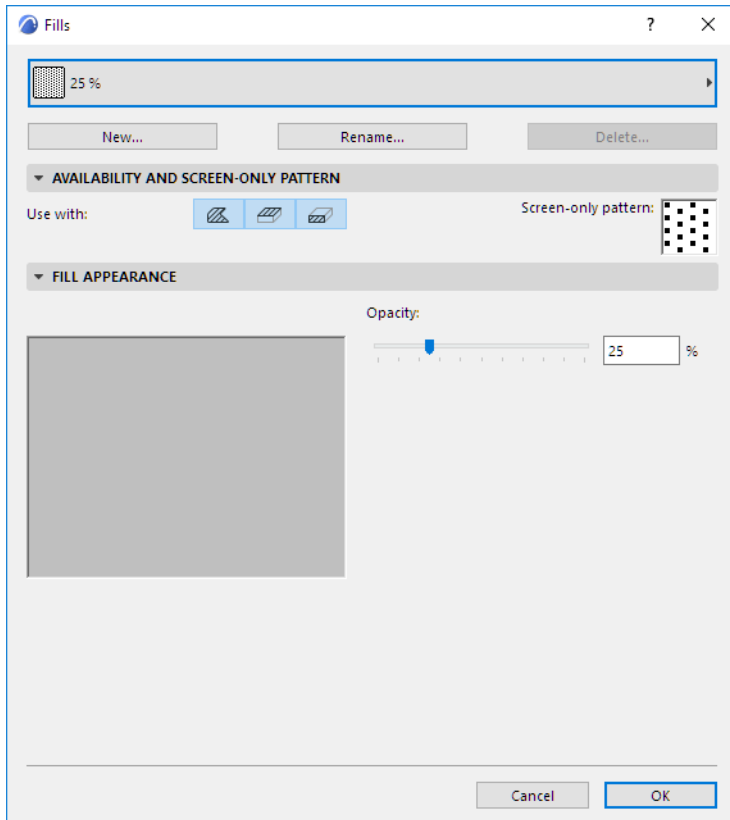 Fills
?
25 %
New...
Rename...
Delete...
AVAILABILITY AND SCREEN-ONLY PATTERN
Use with:
Screen-only pattern:
FILL APPEARANCE
Opacity:
25 %
Cancel
OK